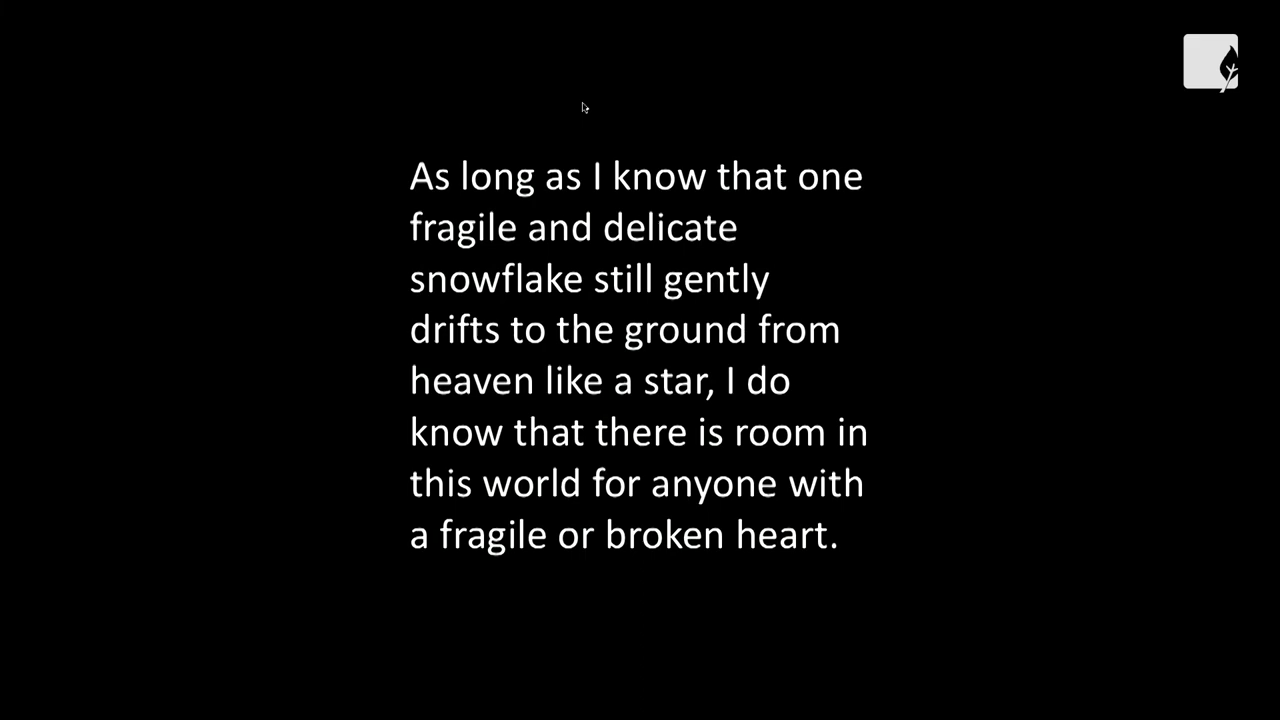 As long as I know that one
fragile and delicate
snowflake still gently
drifts to the ground from
heaven like a star, I do
know that there is room in
this world for anyone with
a fragile or broken heart.